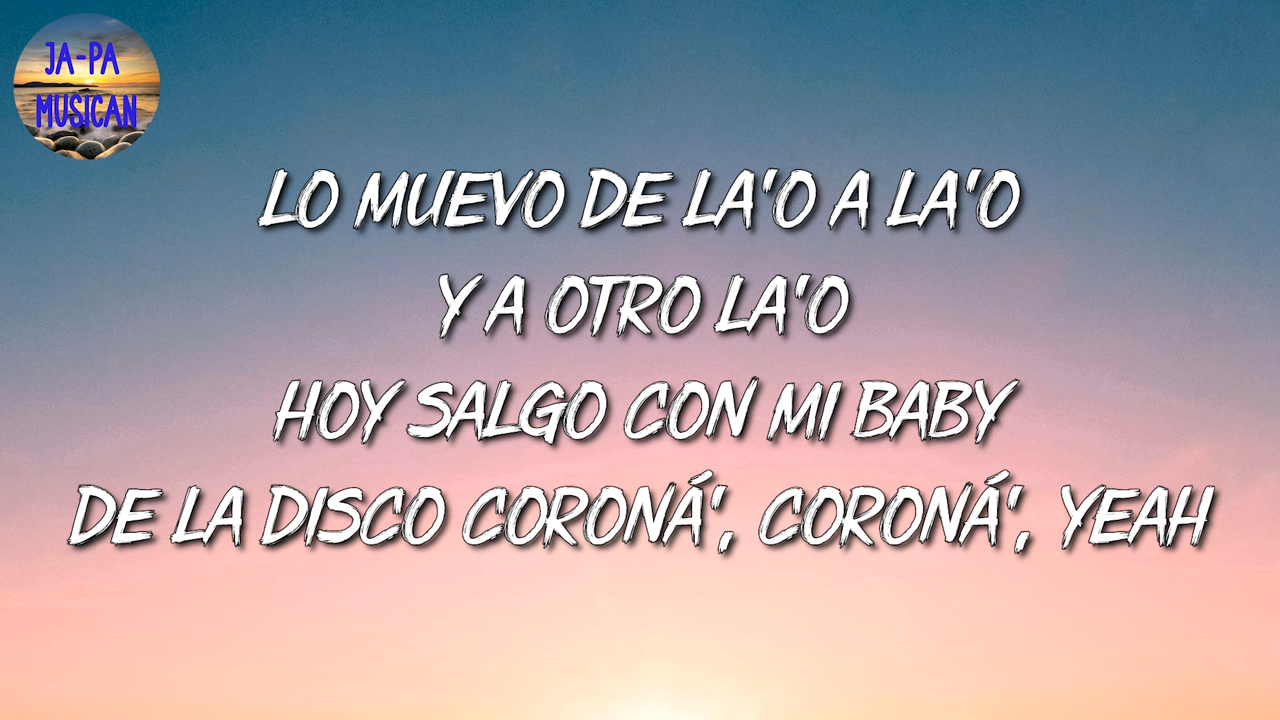 JA-PA
MUSICAN
LO MUEVO DE LA'O A LA'O
Y A OTRO LA'O
HOY SALGO CON MI BABY
DE LA DISCO CORONÁ', CORONÁ', YEAH